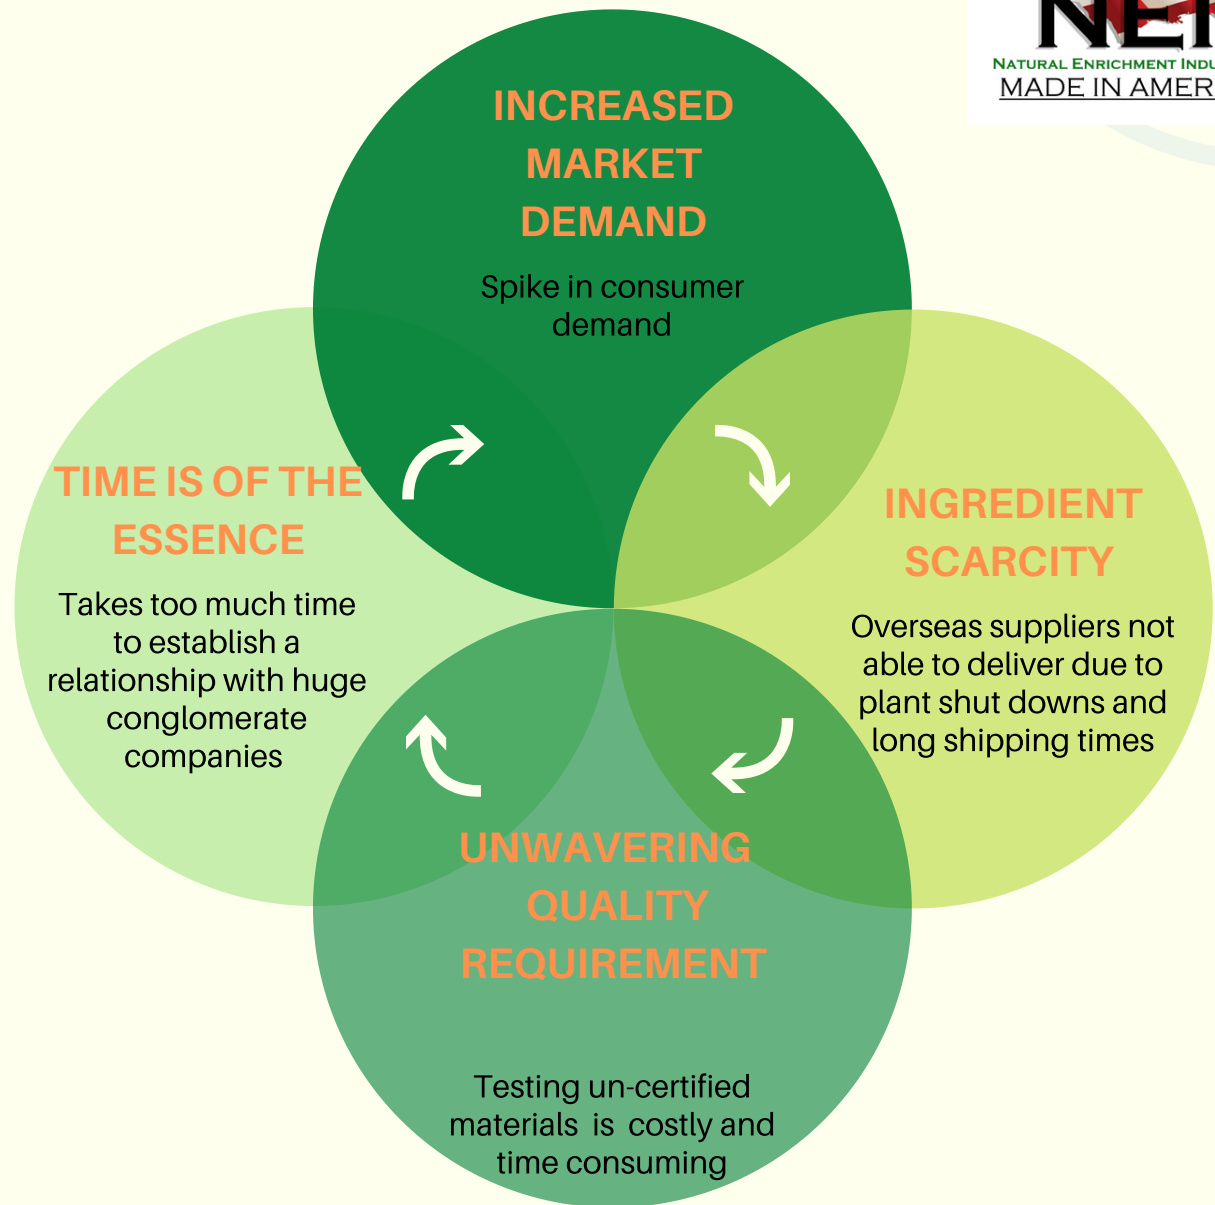 NATURAL ENRICHMENT
MADE IN
INCREASED
MARKET
DEMAND
Spike in consumer
demand
TIME IS OF THE
ESSENCE
Takes too much time
to establish a
relationship with huge
conglomerate
companies
INGREDIENT
SCARCITY
Overseas suppliers not
able to deliver due to
plant shut downs and
long shipping times
UNWAVERING
QUALITY
REQUIREMENT
Testing un-certified
materials is costly and
time consuming